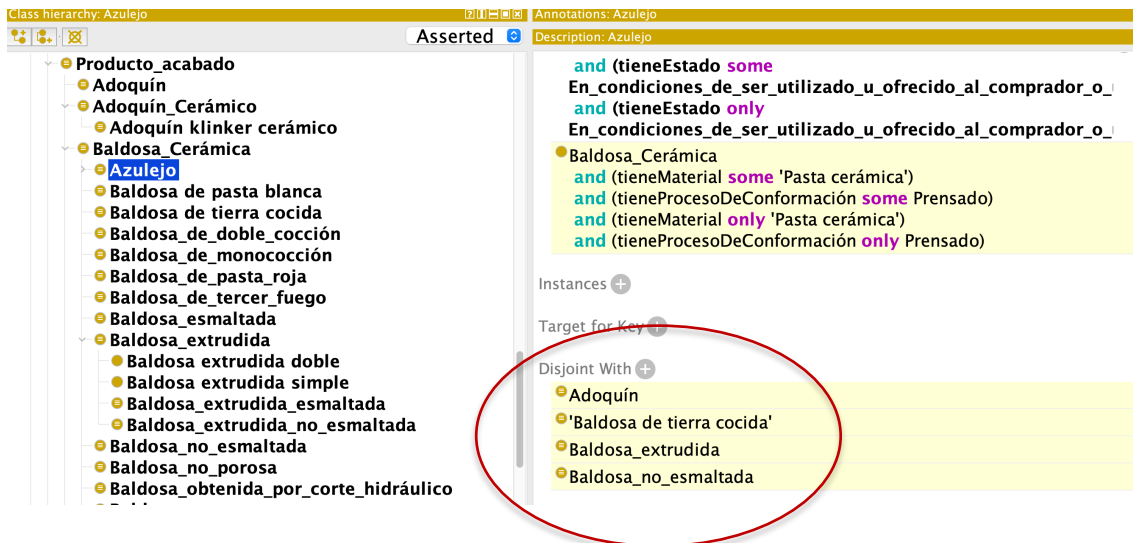 Class hierarchy: Azulejo
Asserted
Producto_acabado
Adoquín
Adoquín_Cerámico
Adoquín klinker cerámico
Baldosa_Cerámica
Azulejo
Baldosa de pasta blanca
Baldosa de tierra cocida
Baldosa_de_doble_cocción
Baldosa_de_monococción
Baldosa_de_pasta_roja
Baldosa_de_tercer_fuego
Baldosa_esmaltada
Baldosa_extrudida
Baldosa extrudida doble
Baldosa extrudida simple
Baldosa_extrudida_esmaltada
Baldosa_extrudida_no_esmaltada
Baldosa_no_esmaltada
Baldosa_no_porosa
Baldosa_obtenida_por_corte_hidráulico
Annotations: Azulejo
Description: Azulejo
and (tieneEstado some
En_condiciones_de_ser_utilizado_u_ofrecido_al_comprador_o_
and (tieneEstado only
En_condiciones_de_ser_utilizado_u_ofrecido_al_comprador_o_
Baldosa_Cerámica
and (tieneMaterial some 'Pasta cerámica')
and (tieneProcesoDeConformación some Prensado)
and (tieneMaterial only 'Pasta cerámica')
and (tieneProcesoDeConformación only Prensado)
Instances
Target for Key
Disjoint With
Adoquín
'Baldosa de tierra cocida'
Baldosa_extrudida
Baldosa_no_esmaltada